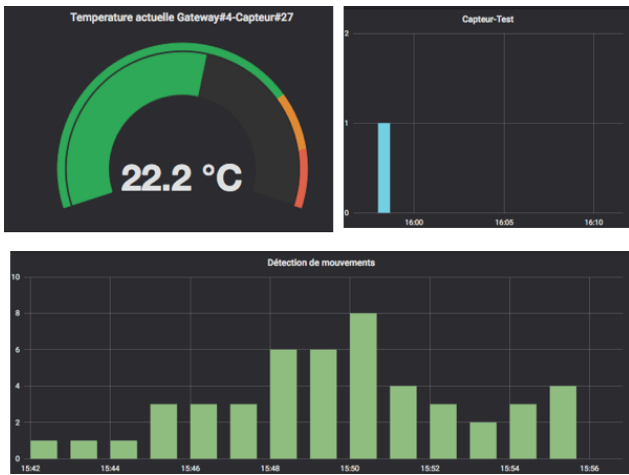 Temperature actuelle Gateway#4-Capteur#27
22.2 °C
Capteur-Test
2
1
0
16:00 16:05 16:10
Détection de mouvements
10
8
6
4
2
0
15:42 15:44 15:46 15:48 15:50 15:52 15:54 15:56